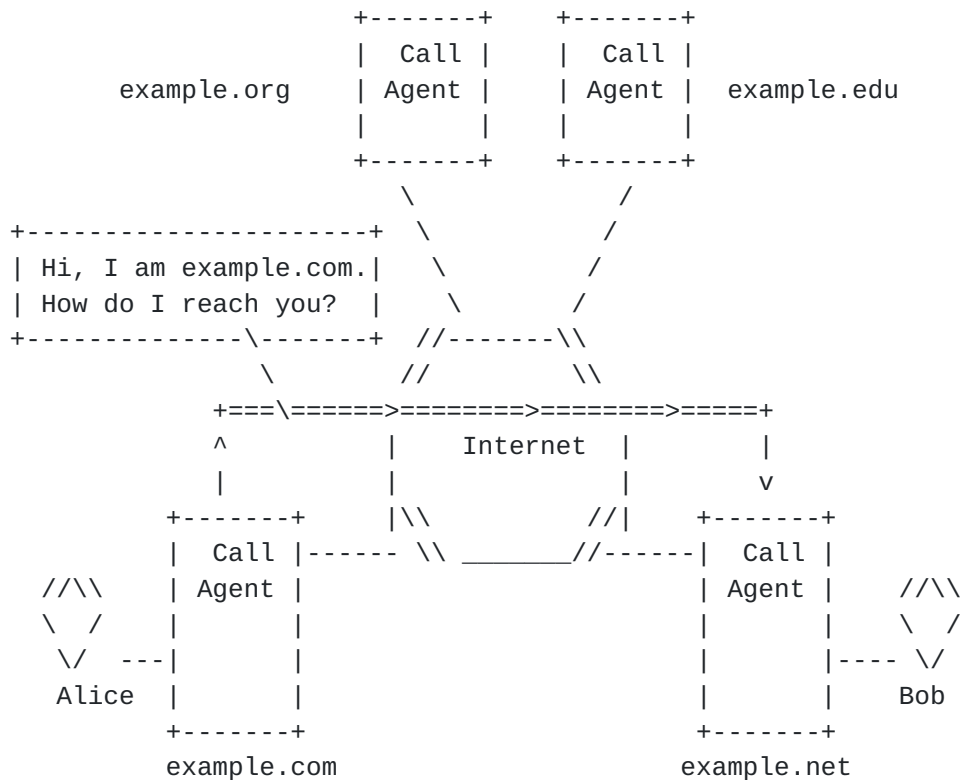 Call Call
example.org Agent Agent example.edu
Hi, I am example.com.
How do I reach you?
Internet
Call Call
Agent Agent
Alice Bob
example.com example.net